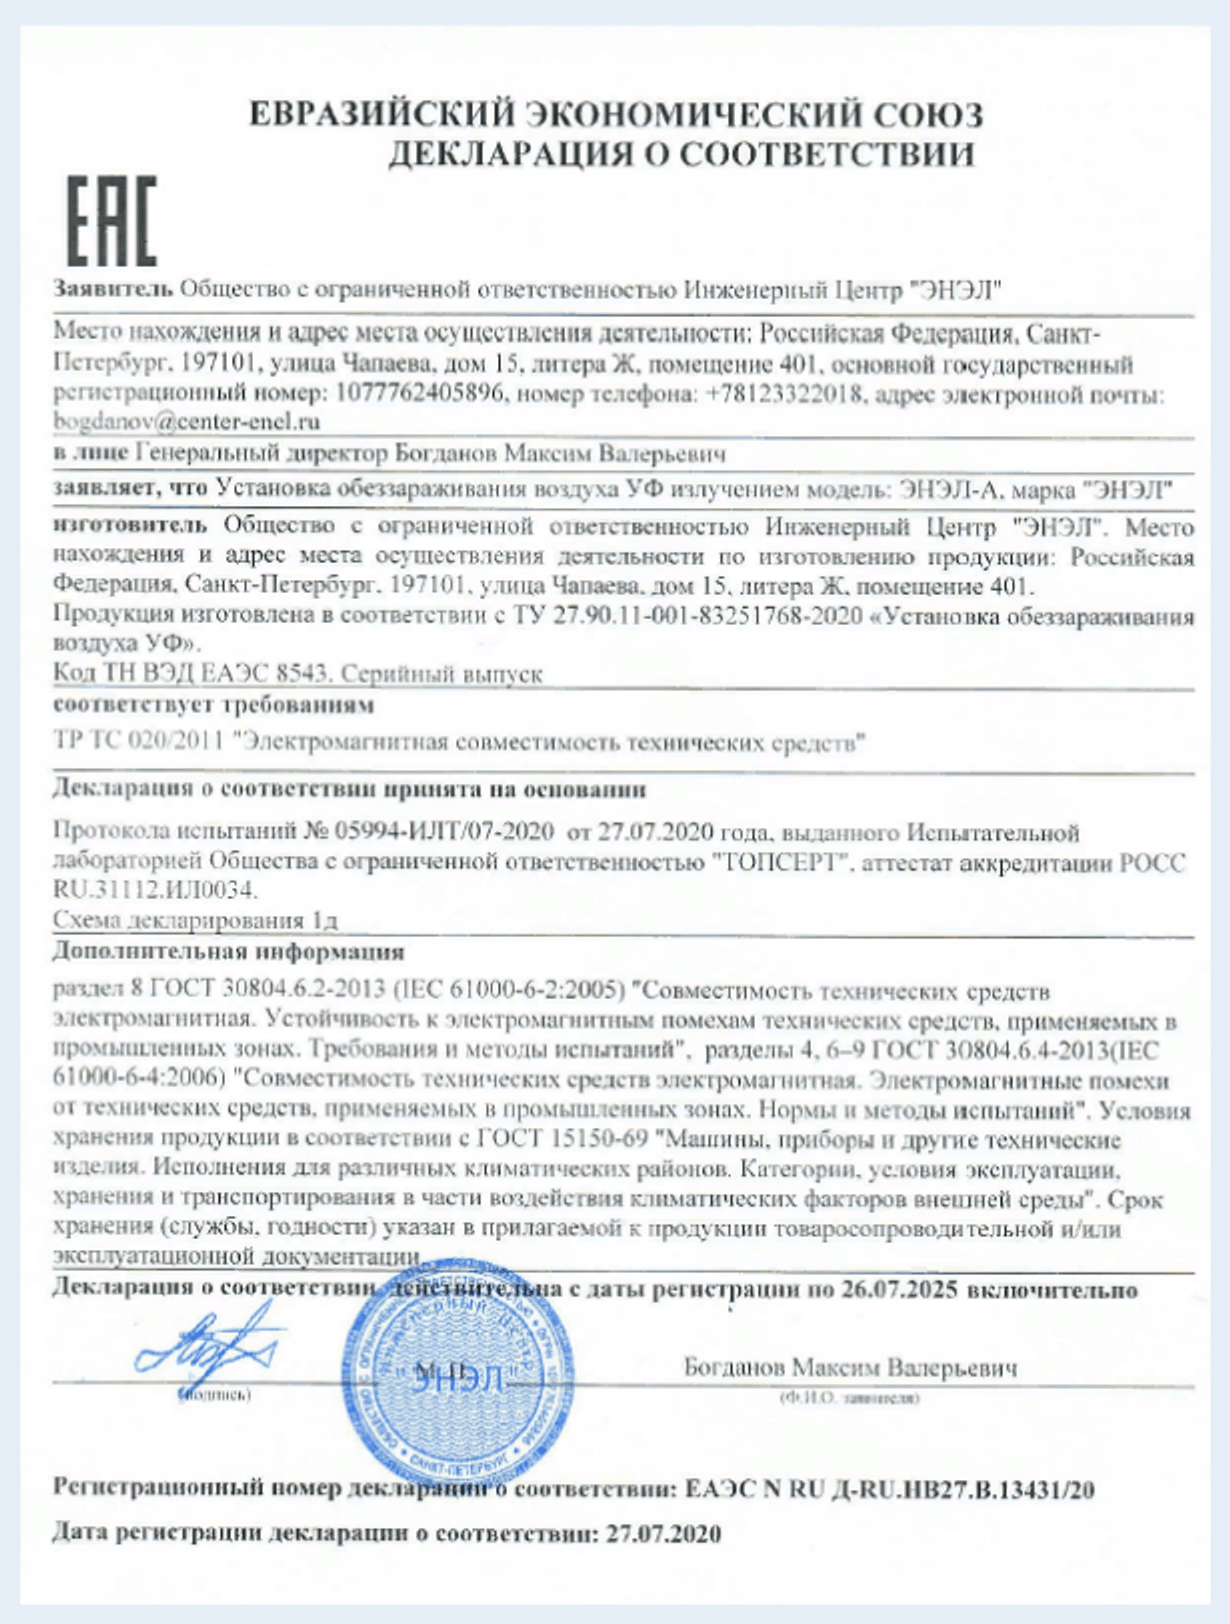 ЕВРАЗИЙСКИЙ ЭКОНОМИЧЕСКИЙ СОЮЗ
ДЕКЛАРАЦИЯ О СООТВЕТСТВИИ
ЕАС
Заявитель Общество с ограниченной ответственностью Инженерный Центр "ЭНЭЛ"
Место нахождения и адрес места осуществления деятельности: Российская Федерация, Санкт-
Петербург, 197101, улица Чапаева, дом 15, литера Ж, помещение 401, основной государственный
регистрационный номер: 1077762405896, номер телефона: +78123322018, адрес электронной почты:
bogdanov@center-enel.ru
в лице Генеральный директор Богданов Максим Валерьевич
заявляет, что Установка обеззараживания воздуха УФ излучением модель: ЭНЭЛ-А, марка "ЭНЭЛ"
изготовитель Общество с ограниченной ответственностью Инженерный Центр "ЭНЭЛ". Место
нахождения и адрес места осуществления деятельности по изготовлению продукции: Российская
Федерация, Санкт-Петербург, 197101, улица Чапаева, дом 15, литера Ж, помещение 401.
Продукция изготовлена в соответствии с ТУ 27.90.11-001-83251768-2020 «Установка обеззараживания
воздуха УФ».
Код ТН ВЭД ЕАЭС 8543. Серийный выпуск
соответствует требованиям
ТР ТС 020/2011 "Электромагнитная совместимость технических средств"
Декларация о соответствии принята на основании
Протокола испытаний № 05994-ИЛТ/07-2020 от 27.07.2020 года, выданного Испытательной
лабораторией Общества с ограниченной ответственностью "ТОПСЕРТ", аттестат аккредитации РОСС
RU.31112.ИЛ0034.
Схема декларирования 1д
Дополнительная информация
раздел 8 ГОСТ 30804.6.2-2013 (IEC 61000-6-2:2005) "Совместимость технических средств
электромагнитная. Устойчивость к электромагнитным помехам технических средств, применяемых в
промышленных зонах. Требования и методы испытаний", разделы 4, 6–9 ГОСТ 30804.6.4-2013(IEC
61000-6-4:2006) "Совместимость технических средств электромагнитная. Электромагнитные помехи
от технических средств, применяемых в промышленных зонах. Нормы и методы испытаний". Условия
хранения продукции в соответствии с ГОСТ 15150-69 "Машины, приборы и другие технические
изделия. Исполнения для различных климатических районов. Категории, условия эксплуатации,
хранения и транспортирования в части воздействия климатических факторов внешней среды". Срок
хранения (службы, годности) указан в прилагаемой к продукции товаросопроводительной и/или
эксплуатационной документации
Декларация о соответствии действительна с даты регистрации по 26.07.2025 включительно
ИНЖЕНЕРНЫЙ ЦЕНТР
"ЭНЭЛ"
САНКТ-ПЕТЕРБУРГ
М.П.
Богданов Максим Валерьевич
(подпись)
(Ф.И.О. заявителя)
Регистрационный номер декларации о соответствии: ЕАЭС N RU Д-RU.НВ27.В.13431/20
Дата регистрации декларации о соответствии: 27.07.2020